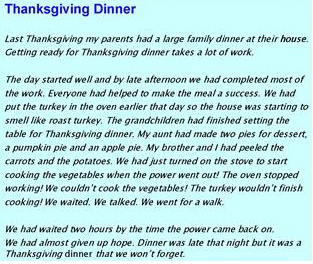 Thanksgiving Dinner
Last Thanksgiving my parents had a large family dinner at their house.
Getting ready for Thanksgiving dinner takes a lot of work.
The day started well and by late afternoon we had completed most of
the work. Everyone had helped to make the meal a success. We had
put the turkey in the oven earlier that day so the house was starting to
smell like roast turkey. The grandchildren had finished setting the
table for Thanksgiving dinner. My aunt had made two pies for dessert,
a pumpkin pie and an apple pie. My brother and I had peeled the
carrots and the potatoes. We had just turned on the stove to start
cooking the vegetables when the power went out! The oven stopped
working! We couldn't cook the vegetables! The turkey wouldn't finish
cooking! We waited. We talked. We went for a walk.
We had waited two hours by the time the power came back on.
We had almost given up hope. Dinner was late that night but it was a
Thanksgiving dinner that we won't forget.